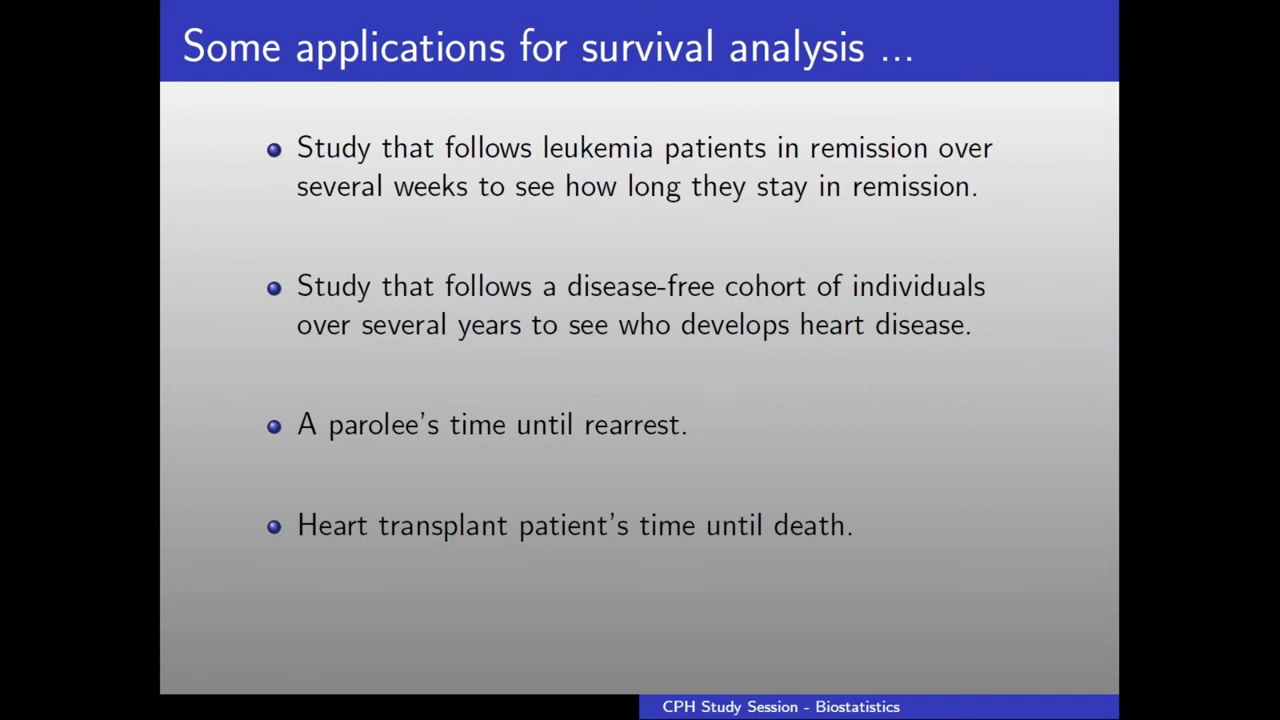 Some applications for survival analysis ...
Study that follows leukemia patients in remission over
several weeks to see how long they stay in remission.
Study that follows a disease-free cohort of individuals
over several years to see who develops heart disease.
A parolee's time until rearrest.
Heart transplant patient's time until death.
CPH Study Session - Biostatistics